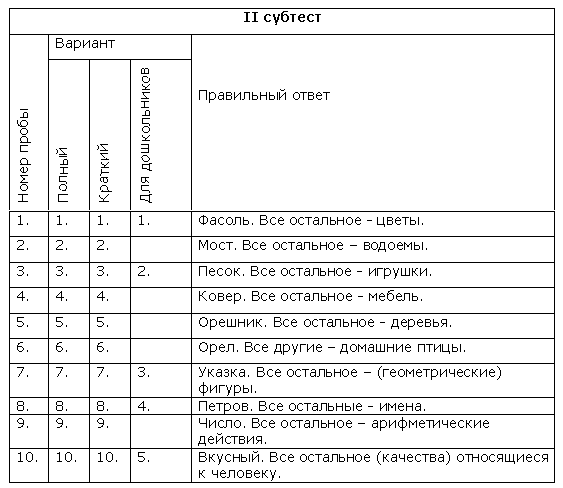 II субтест
Номер пробы
Вариант
Полный
Краткий
Для дошкольников
Правильный ответ
1. 1. 1. 1. Фасоль. Все остальное - цветы.
2. 2. 2. Мост. Все остальное – водоемы.
3. 3. 3. 2. Песок. Все остальное - игрушки.
4. 4. 4. Ковер. Все остальное - мебель.
5. 5. 5. Орешник. Все остальное - деревья.
6. 6. 6. Орел. Все другие – домашние птицы.
7. 7. 7. 3. Указка. Все остальное – (геометрические)
фигуры.
8. 8. 8. 4. Петров. Все остальные - имена.
9. 9. 9. Число. Все остальное – арифметические
действия.
10. 10. 10. 5. Вкусный. Все остальное (качества) относящиеся
к человеку.